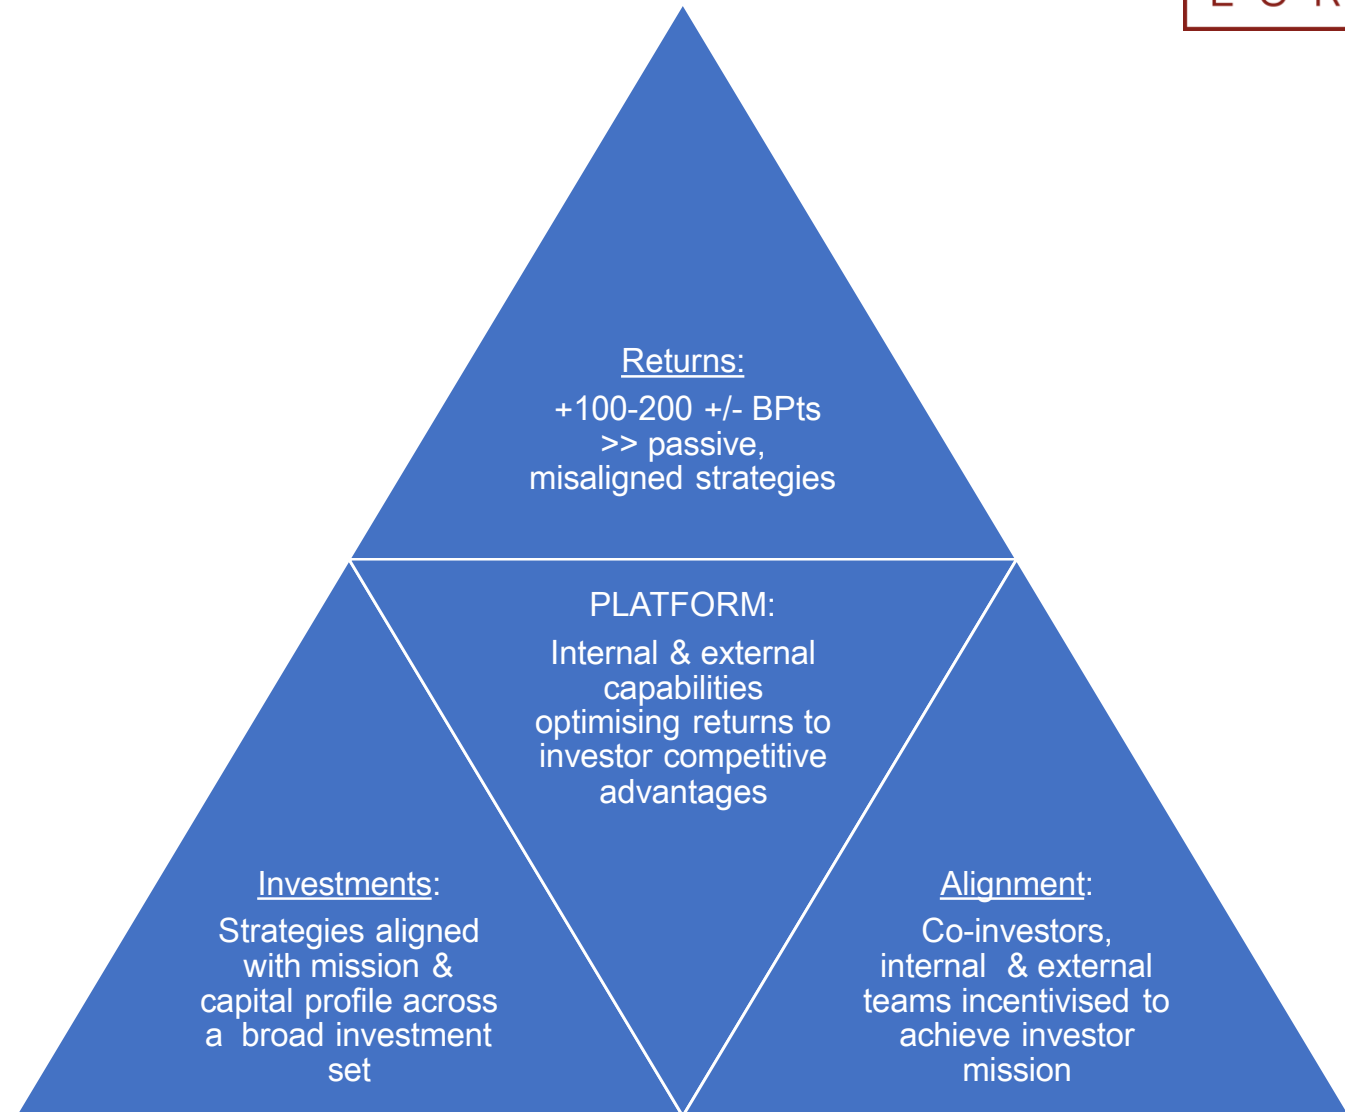 Returns:
+100-200 +/- BPts
>> passive,
misaligned strategies
PLATFORM:
Internal & external
capabilities
optimising returns to
investor competitive
advantages
Investments:
Strategies aligned
with mission &
capital profile across
a broad investment
set
Alignment:
Co-investors,
internal & external
teams incentivised to
achieve investor
mission